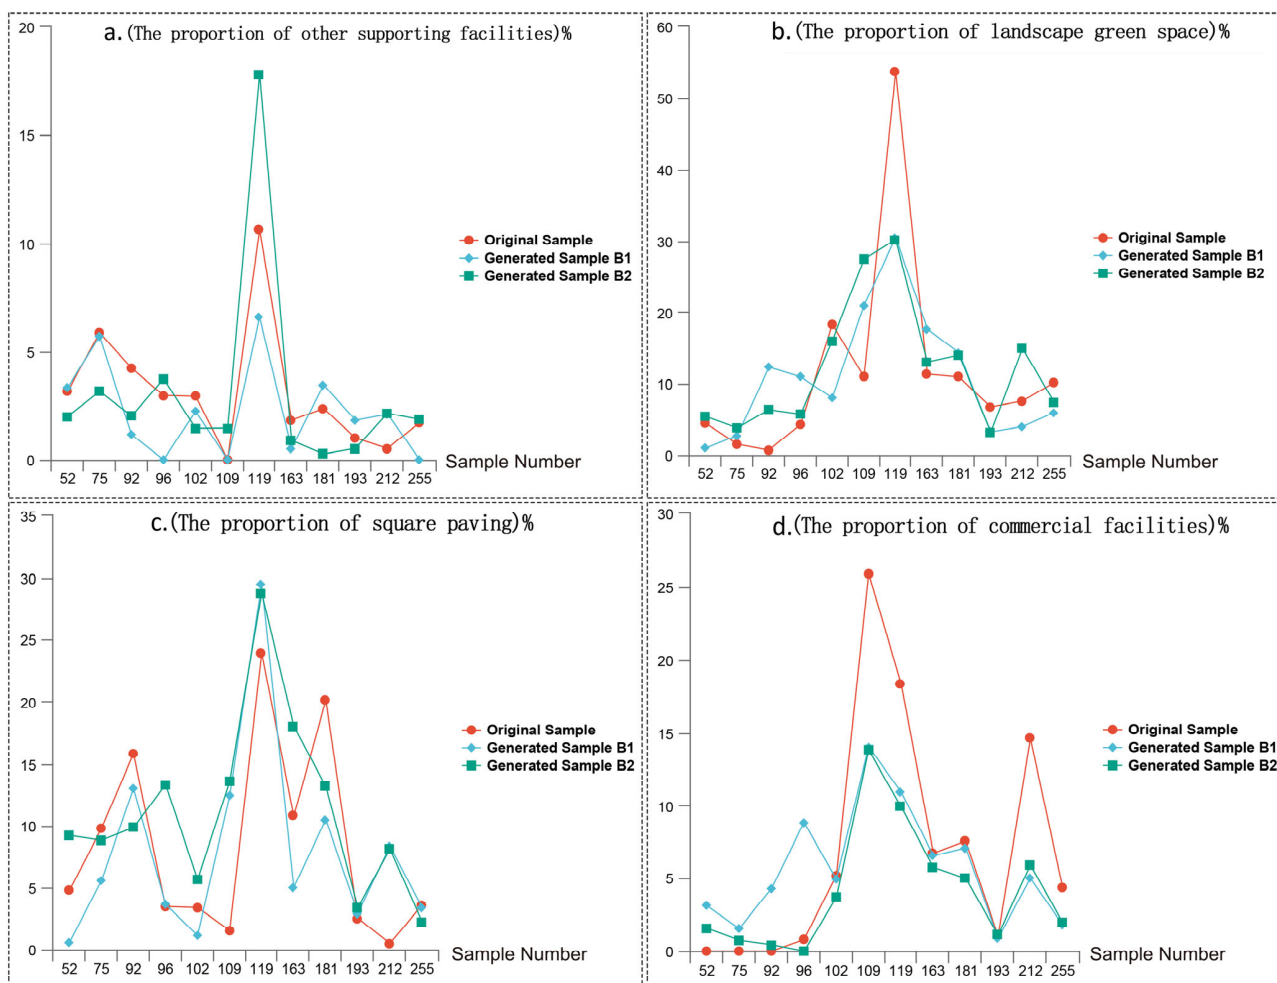 a.(The proportion of other supporting facilities)%
20
15
10
5
0
52 75 92 96 102 109 119 163 181 193 212 255
Sample Number
Original Sample
Generated Sample B1
Generated Sample B2
b.(The proportion of landscape green space)%
60
50
40
30
20
10
0
52 75 92 96 102 109 119 163 181 193 212 255
Sample Number
Original Sample
Generated Sample B1
Generated Sample B2
c.(The proportion of square paving)%
35
30
25
20
15
10
5
0
52 75 92 96 102 109 119 163 181 193 212 255
Sample Number
Original Sample
Generated Sample B1
Generated Sample B2
d.(The proportion of commercial facilities)%
30
25
20
15
10
5
0
52 75 92 96 102 109 119 163 181 193 212 255
Sample Number
Original Sample
Generated Sample B1
Generated Sample B2